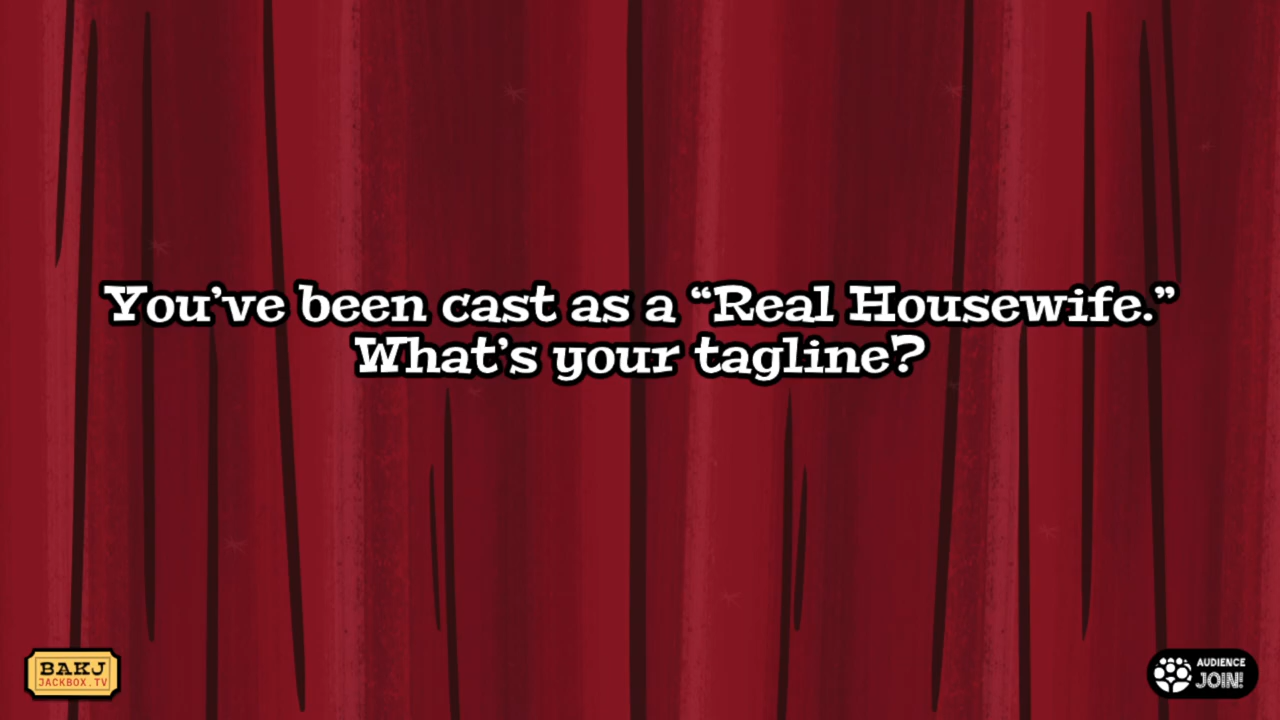 You’ve been cast as a “Real Housewife.”
What’s your tagline?
BAKJ
JACKBOX.TV
AUDIENCE
JOIN!